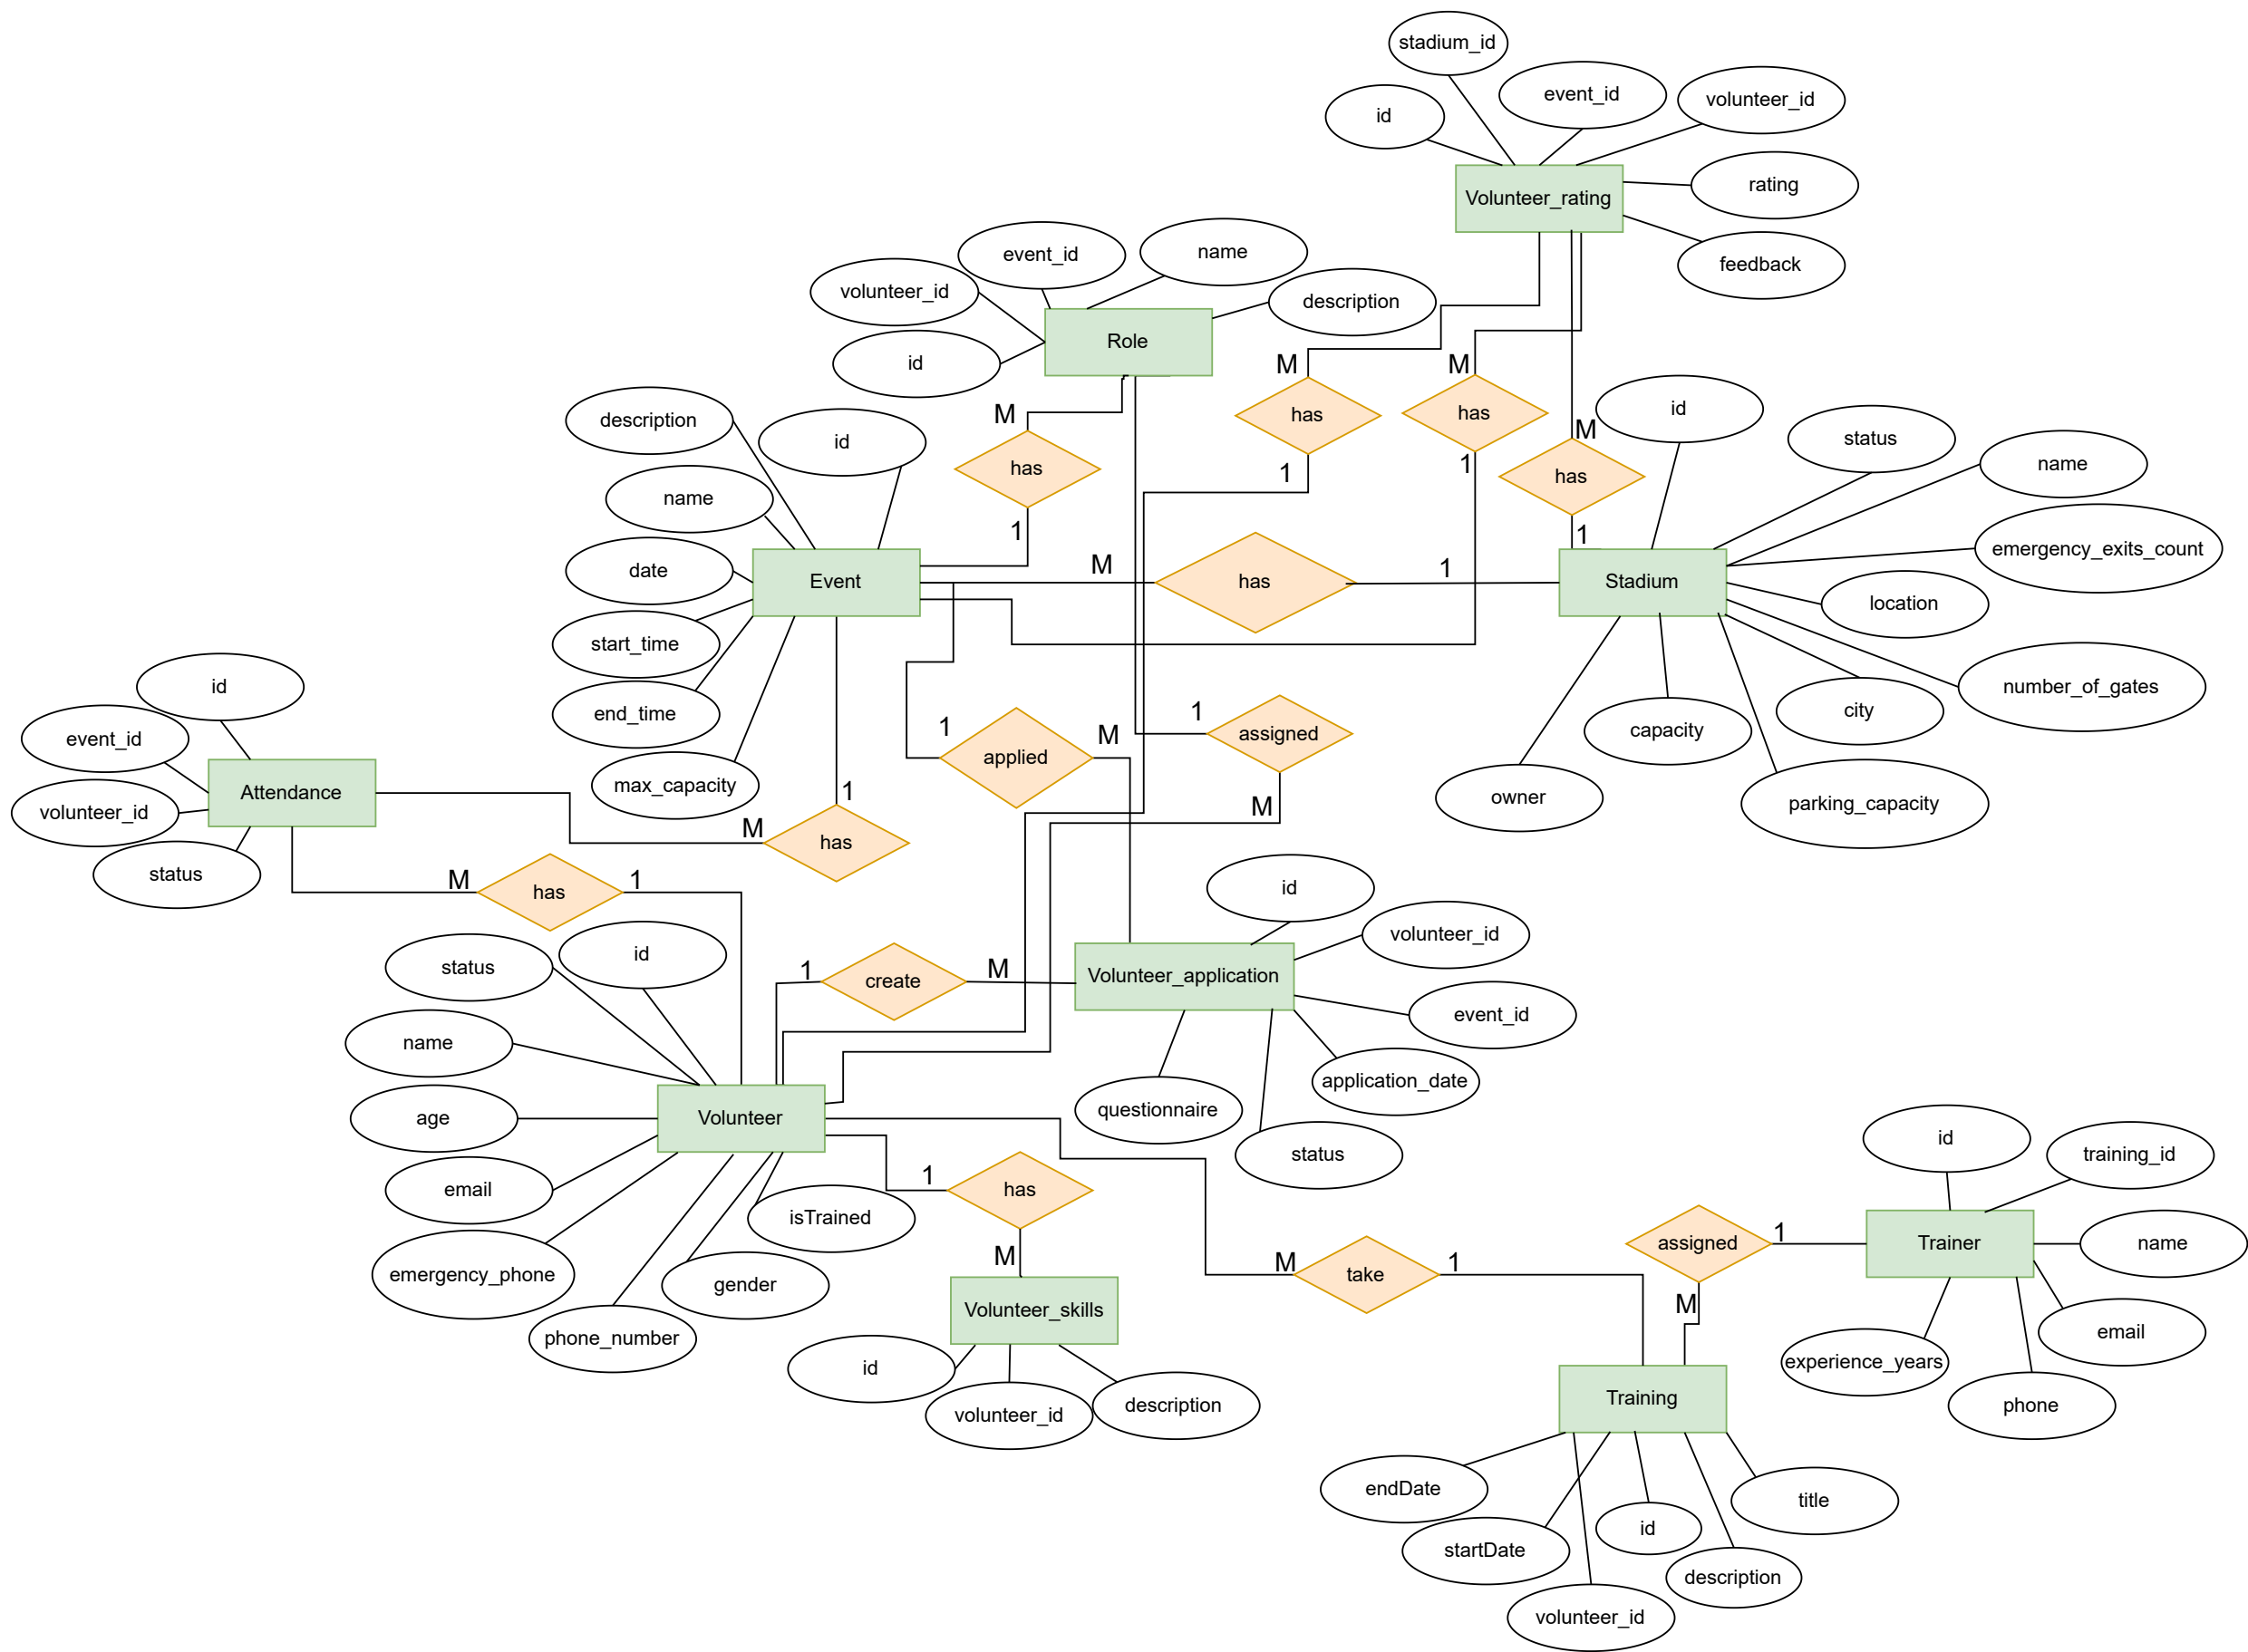 stadium_id
event_id
volunteer_id
id
rating
Volunteer_rating
feedback
event_id
name
volunteer_id
description
Role
id
M
M
M
has
has
has
M
has
1
1
1
1
description
id
name
date
Event
start_time
end_time
max_capacity
M
has
1
id
status
name
emergency_exits_count
Stadium
location
number_of_gates
city
capacity
parking_capacity
owner
id
event_id
Attendance
volunteer_id
status
1
applied
M
1
assigned
M
1
M
has
M
has
1
status
id
name
age
Volunteer
email
emergency_phone
phone_number
gender
isTrained
1
create
M
id
volunteer_id
Volunteer_application
event_id
application_date
questionnaire
status
1
has
M
Volunteer_skills
id
volunteer_id
description
M
take
1
assigned
1
M
id
training_id
Trainer
name
email
experience_years
phone
Training
endDate
title
startDate
id
description
volunteer_id